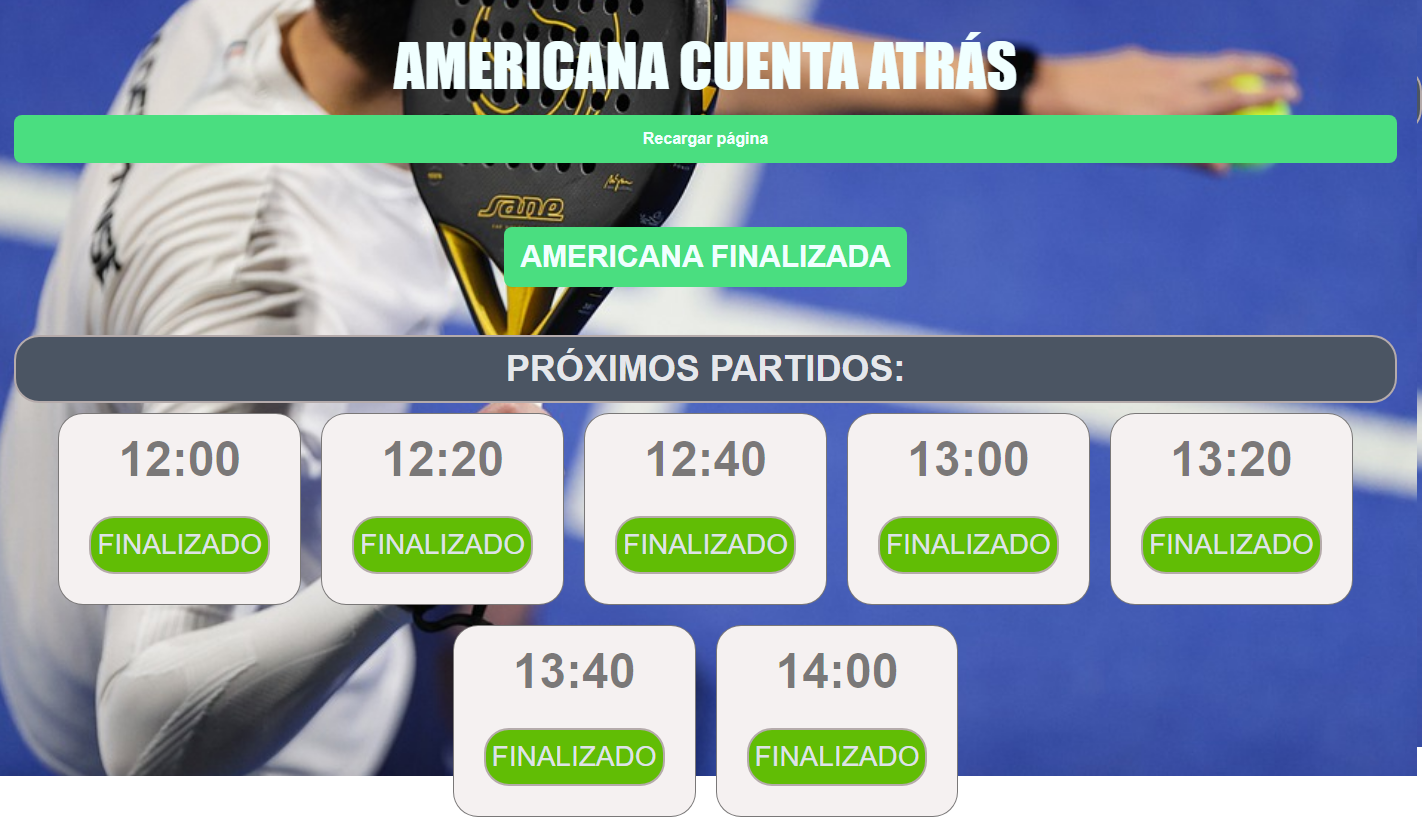 AMERICANA CUENTA ATRÁS
Recargar página
sane
AMERICANA FINALIZADA
PRÓXIMOS PARTIDOS:
12:00 12:20 12:40 13:00 13:20
FINALIZADO FINALIZADO FINALIZADO FINALIZADO FINALIZADO
13:40 14:00
FINALIZADO FINALIZADO